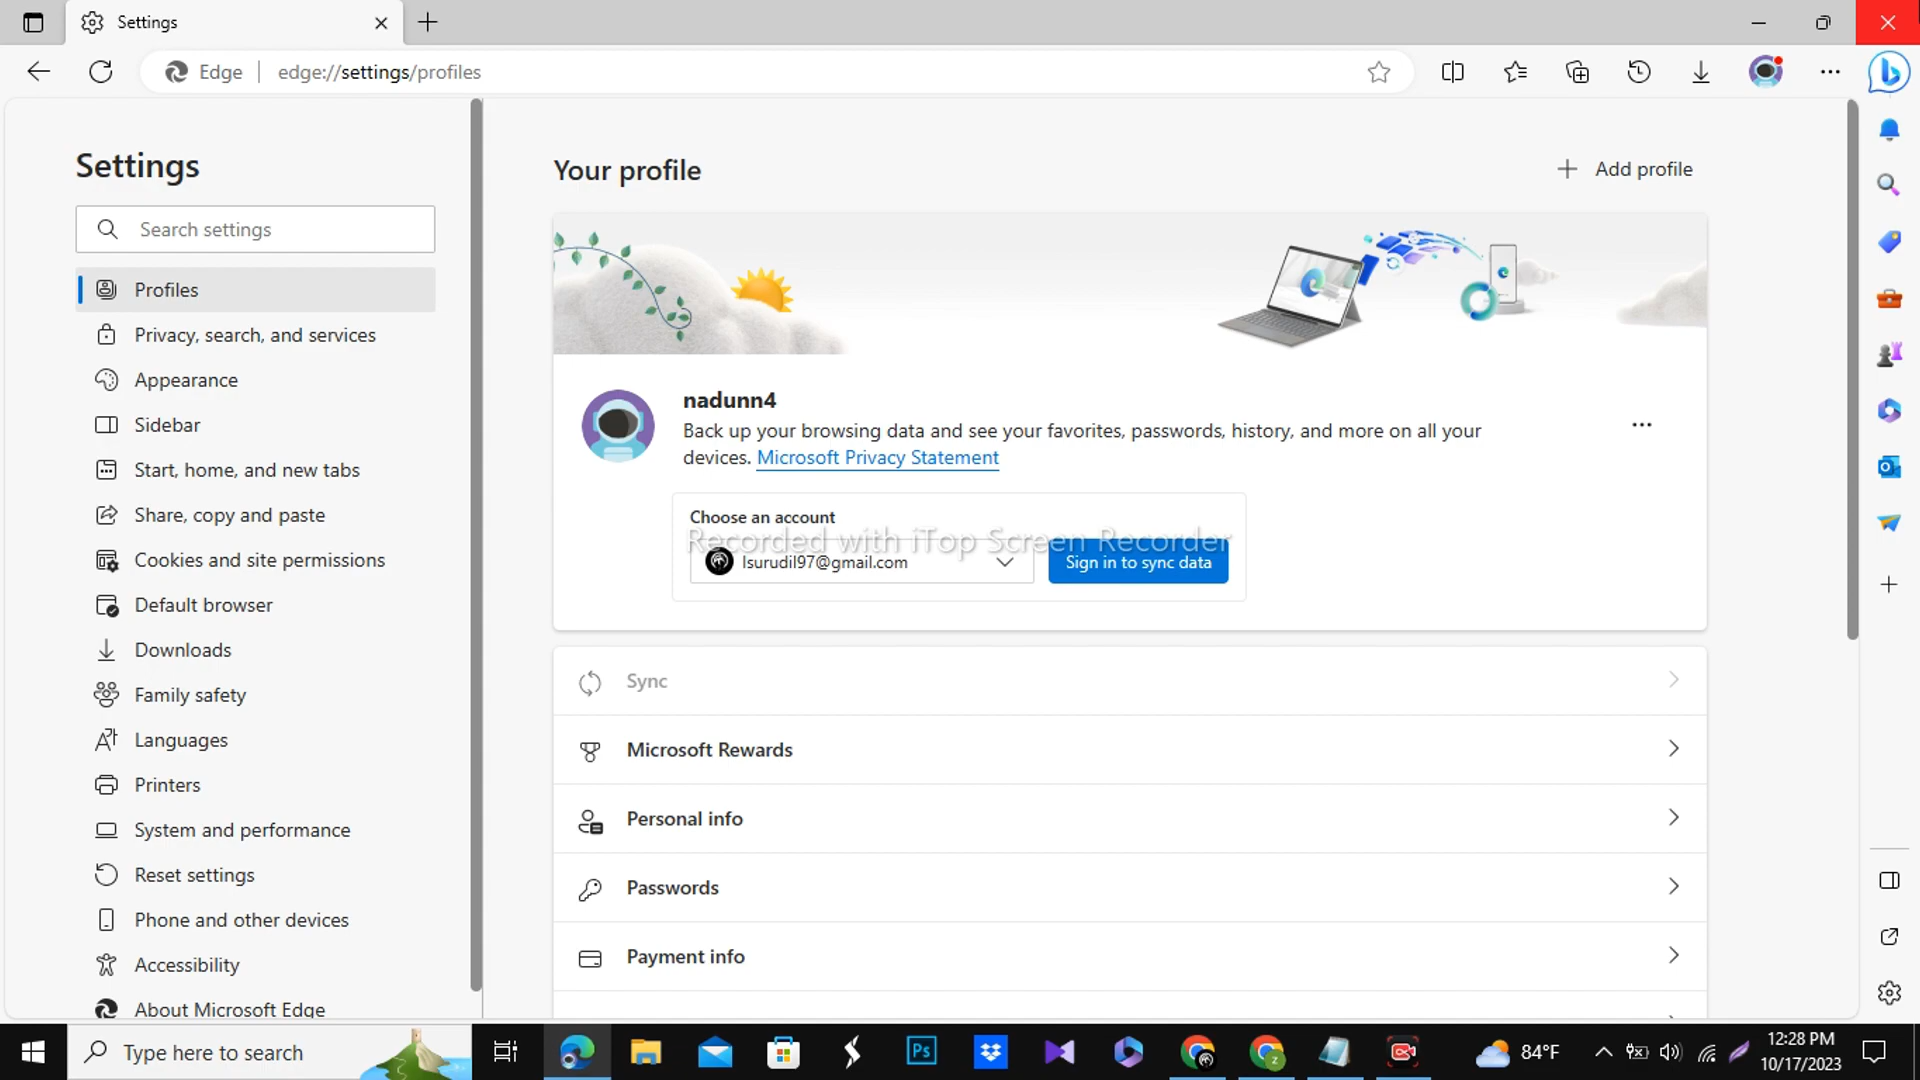 Settings
Edge
edge://settings/profiles
Settings
Search settings
Profiles
Privacy, search, and services
Appearance
Sidebar
Start, home, and new tabs
Share, copy and paste
Cookies and site permissions
Default browser
Downloads
Family safety
Languages
Printers
System and performance
Reset settings
Phone and other devices
Accessibility
About Microsoft Edge
Your profile
Add profile
nadunn4
Back up your browsing data and see your favorites, passwords, history, and more on all your
devices. Microsoft Privacy Statement
Choose an account
Recorded with iTop Screen Recorder
Isurudil97@gmail.com
Sign in to sync data
Sync
Microsoft Rewards
Personal info
Passwords
Payment info
Type here to search
Ps
z
84°F
12:28 PM
10/17/2023